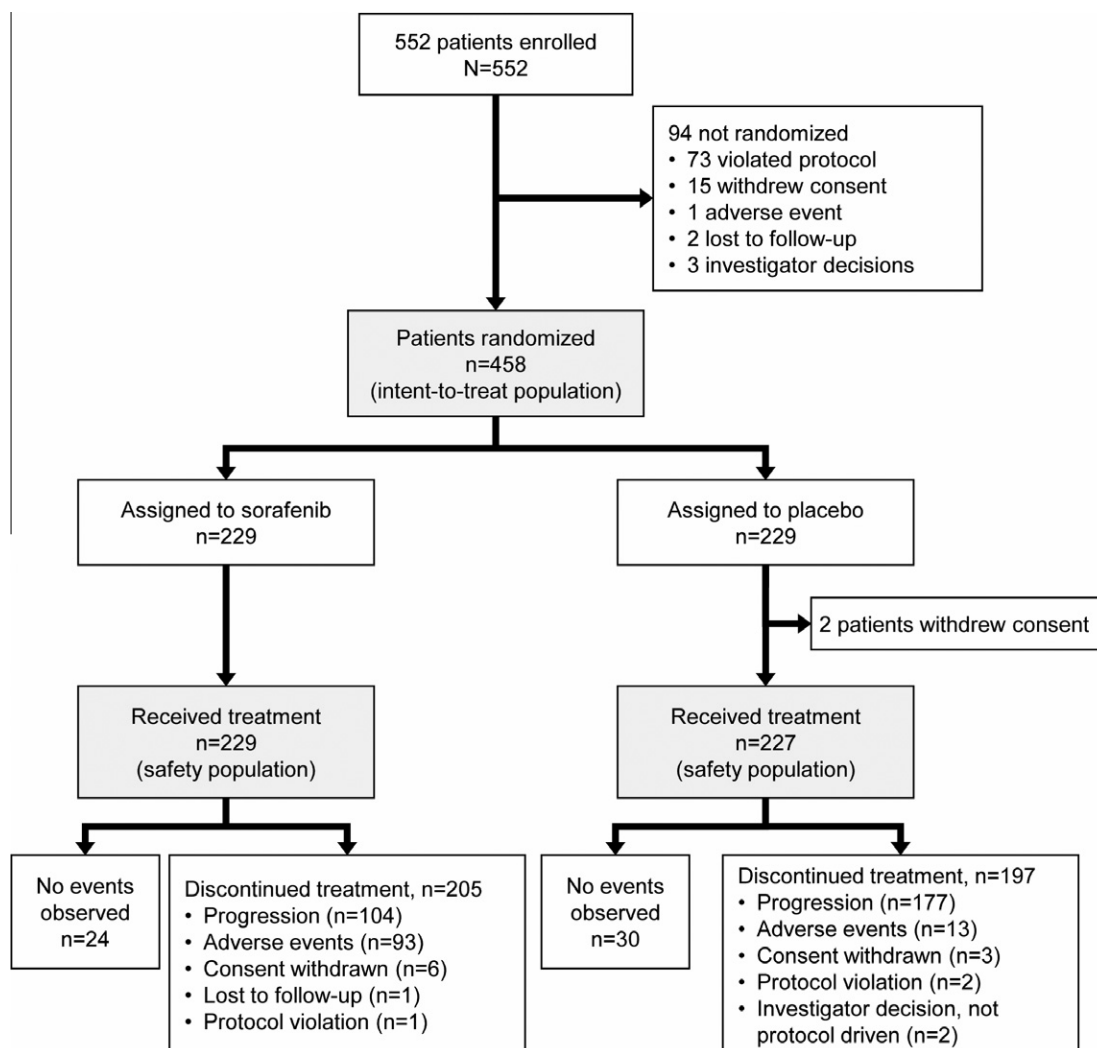 552 patients enrolled
N=552
94 not randomized
• 73 violated protocol
• 15 withdrew consent
• 1 adverse event
• 2 lost to follow-up
• 3 investigator decisions
Patients randomized
n=458
(intent-to-treat population)
Assigned to sorafenib
n=229
Assigned to placebo
n=229
2 patients withdrew consent
Received treatment
n=229
(safety population)
Received treatment
n=227
(safety population)
No events
observed
n=24
Discontinued treatment, n=205
• Progression (n=104)
• Adverse events (n=93)
• Consent withdrawn (n=6)
• Lost to follow-up (n=1)
• Protocol violation (n=1)
No events
observed
n=30
Discontinued treatment, n=197
• Progression (n=177)
• Adverse events (n=13)
• Consent withdrawn (n=3)
• Protocol violation (n=2)
• Investigator decision, not
protocol driven (n=2)